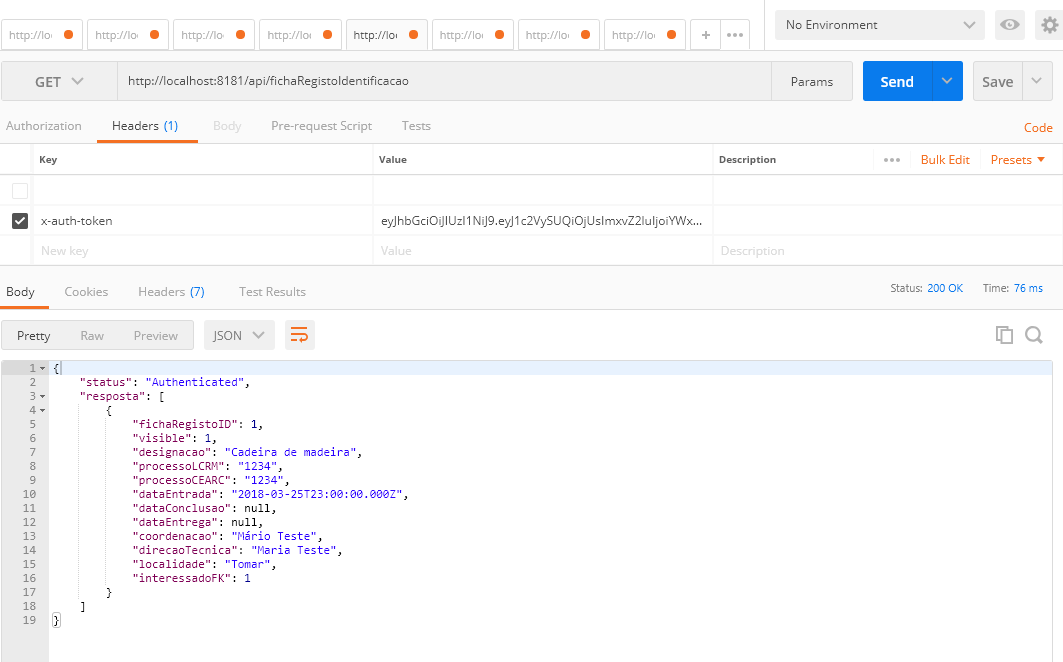 http://loc http://loc http://loc http://loc http://loc http://loc http://loc http://loc + ••• No Environment
GET http://localhost:8181/api/fichaRegistoIdentificacao Params Send Save
Authorization Headers (1) Body Pre-request Script Tests Code
Key Value Description ••• Bulk Edit Presets
x-auth-token eyJhbGciOiJIUzI1NiJ9.eyJ1c2VySUQiOjUsImxvZ2luIjoiYWx...
New key Value Description
Body Cookies Headers (7) Test Results Status: 200 OK Time: 76 ms
Pretty Raw Preview JSON
1 {
2 "status": "Authenticated",
3 "resposta": [
4 {
5 "fichaRegistoID": 1,
6 "visible": 1,
7 "designacao": "Cadeira de madeira",
8 "processoLCRM": "1234",
9 "processoCEARC": "1234",
10 "dataEntrada": "2018-03-25T23:00:00.000Z",
11 "dataConclusao": null,
12 "dataEntrega": null,
13 "coordenacao": "Mário Teste",
14 "direcaoTecnica": "Maria Teste",
15 "localidade": "Tomar",
16 "interessadoFK": 1
17 }
18 ]
19 }